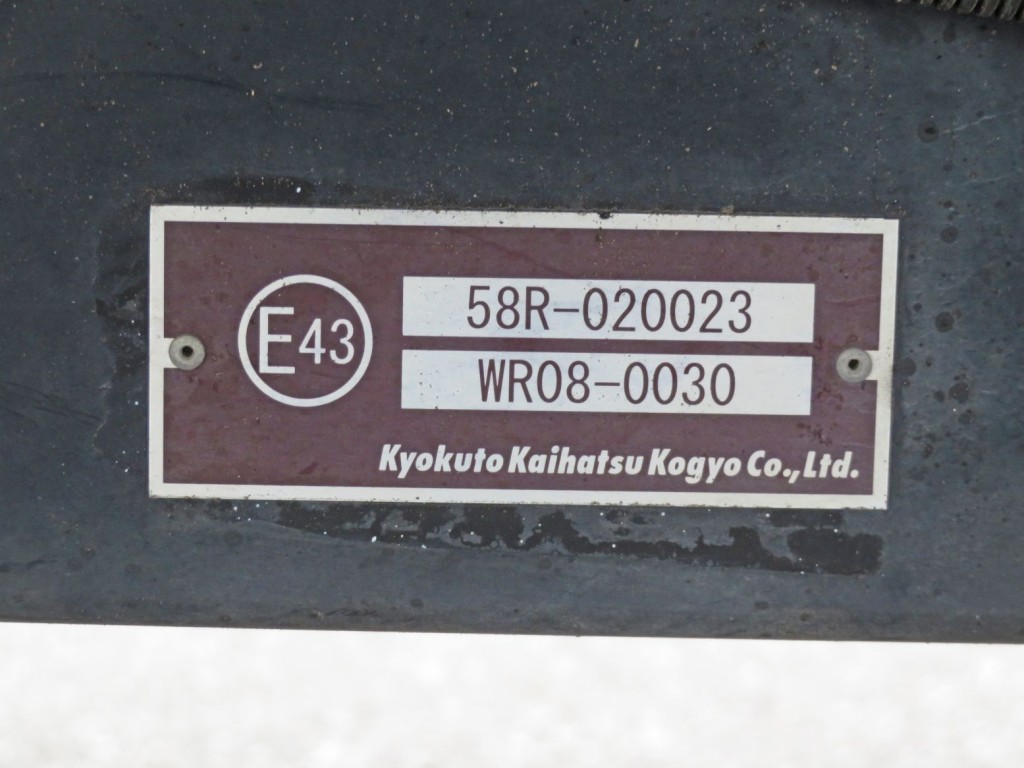 E43
58R-020023
WR08-0030
Kyokuto Kaihatsu Kogyo Co.,Ltd.